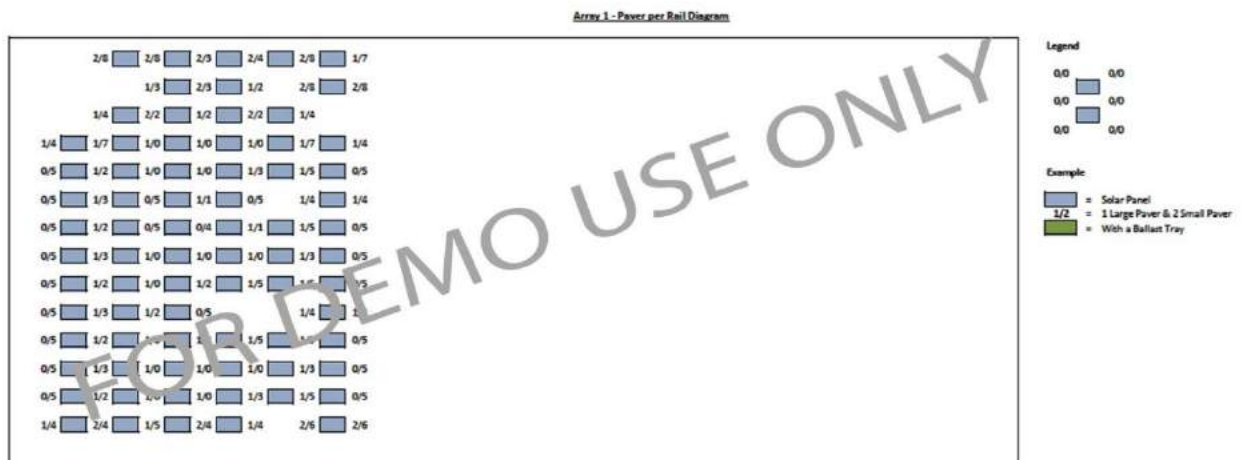 Array 1 - Paver per Rail Diagram
2/8 2/8 2/3 2/4 2/8 1/7
1/3 2/3 1/2 2/8 2/8
1/4 2/2 1/2 2/2 1/4
1/4 1/7 1/0 1/0 1/0 1/7 1/4
0/5 1/2 1/0 1/0 1/3 1/5 0/5
0/5 1/3 0/5 1/1 0/5 1/4 1/4
0/5 1/2 0/5 0/4 1/1 1/5 0/5
0/5 1/3 1/0 1/0 1/0 1/3 0/5
0/5 1/2 1/0 1/2 1/5
0/5 1/3 1/2 0/5 1/4
0/5 1/2 1/5 0/5
0/5 1/3 1/0 1/0 1/0 1/3 0/5
0/5 1/2 1/0 1/3 1/5 0/5
1/4 2/4 1/5 2/4 1/4 2/6 2/6
FOR DEMO USE ONLY
Legend
0/0 0/0
0/0 0/0
0/0 0/0
Example
= Solar Panel
1/2 = 1 Large Paver & 2 Small Paver
= With a Ballast Tray